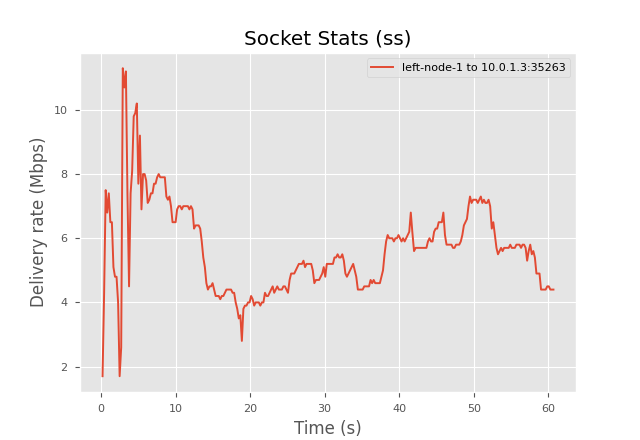 Socket Stats (ss)
left-node-1 to 10.0.1.3:35263
Delivery rate (Mbps)
10
8
6
4
2
0 10 20 30 40 50 60
Time (s)